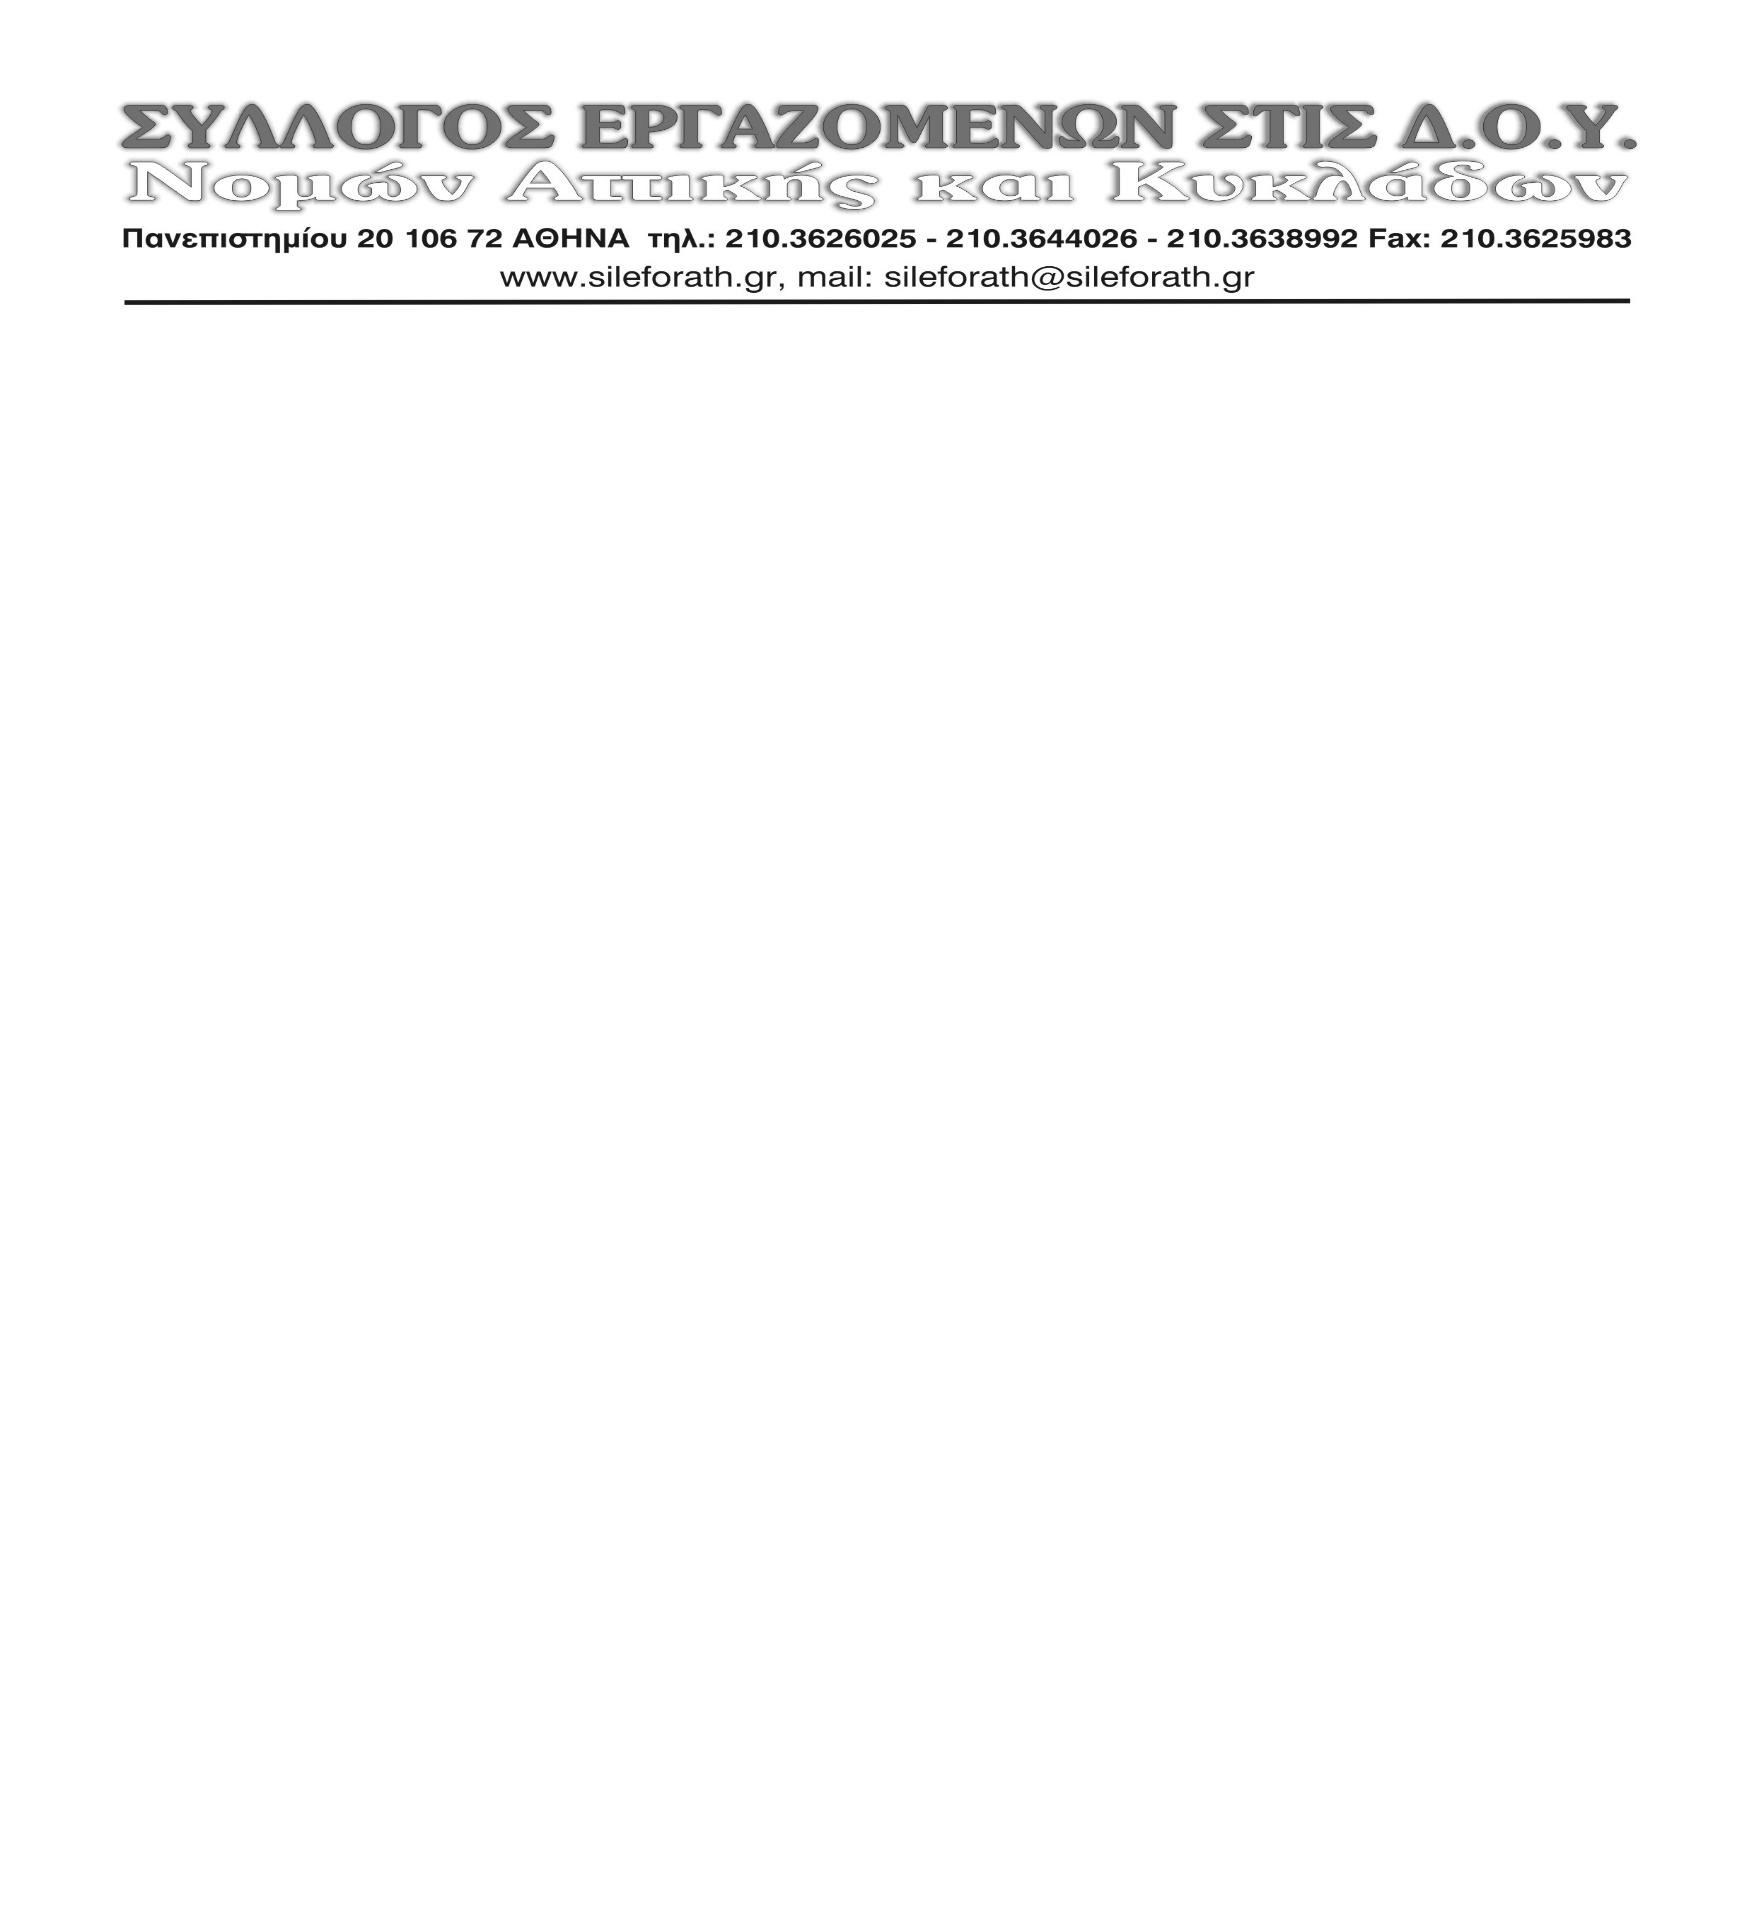 ΣΥΛΛΟΓΟΣ ΕΡΓΑΖΟΜΕΝΩΝ ΣΤΙΣ Δ.Ο.Υ.
Νομών Αττικής και Κυκλάδων
Πανεπιστημίου 20 106 72 ΑΘΗΝΑ τηλ.: 210.3626025 - 210.3644026 - 210.3638992 Fax: 210.3625983
www.sileforath.gr, mail: sileforath@sileforath.gr